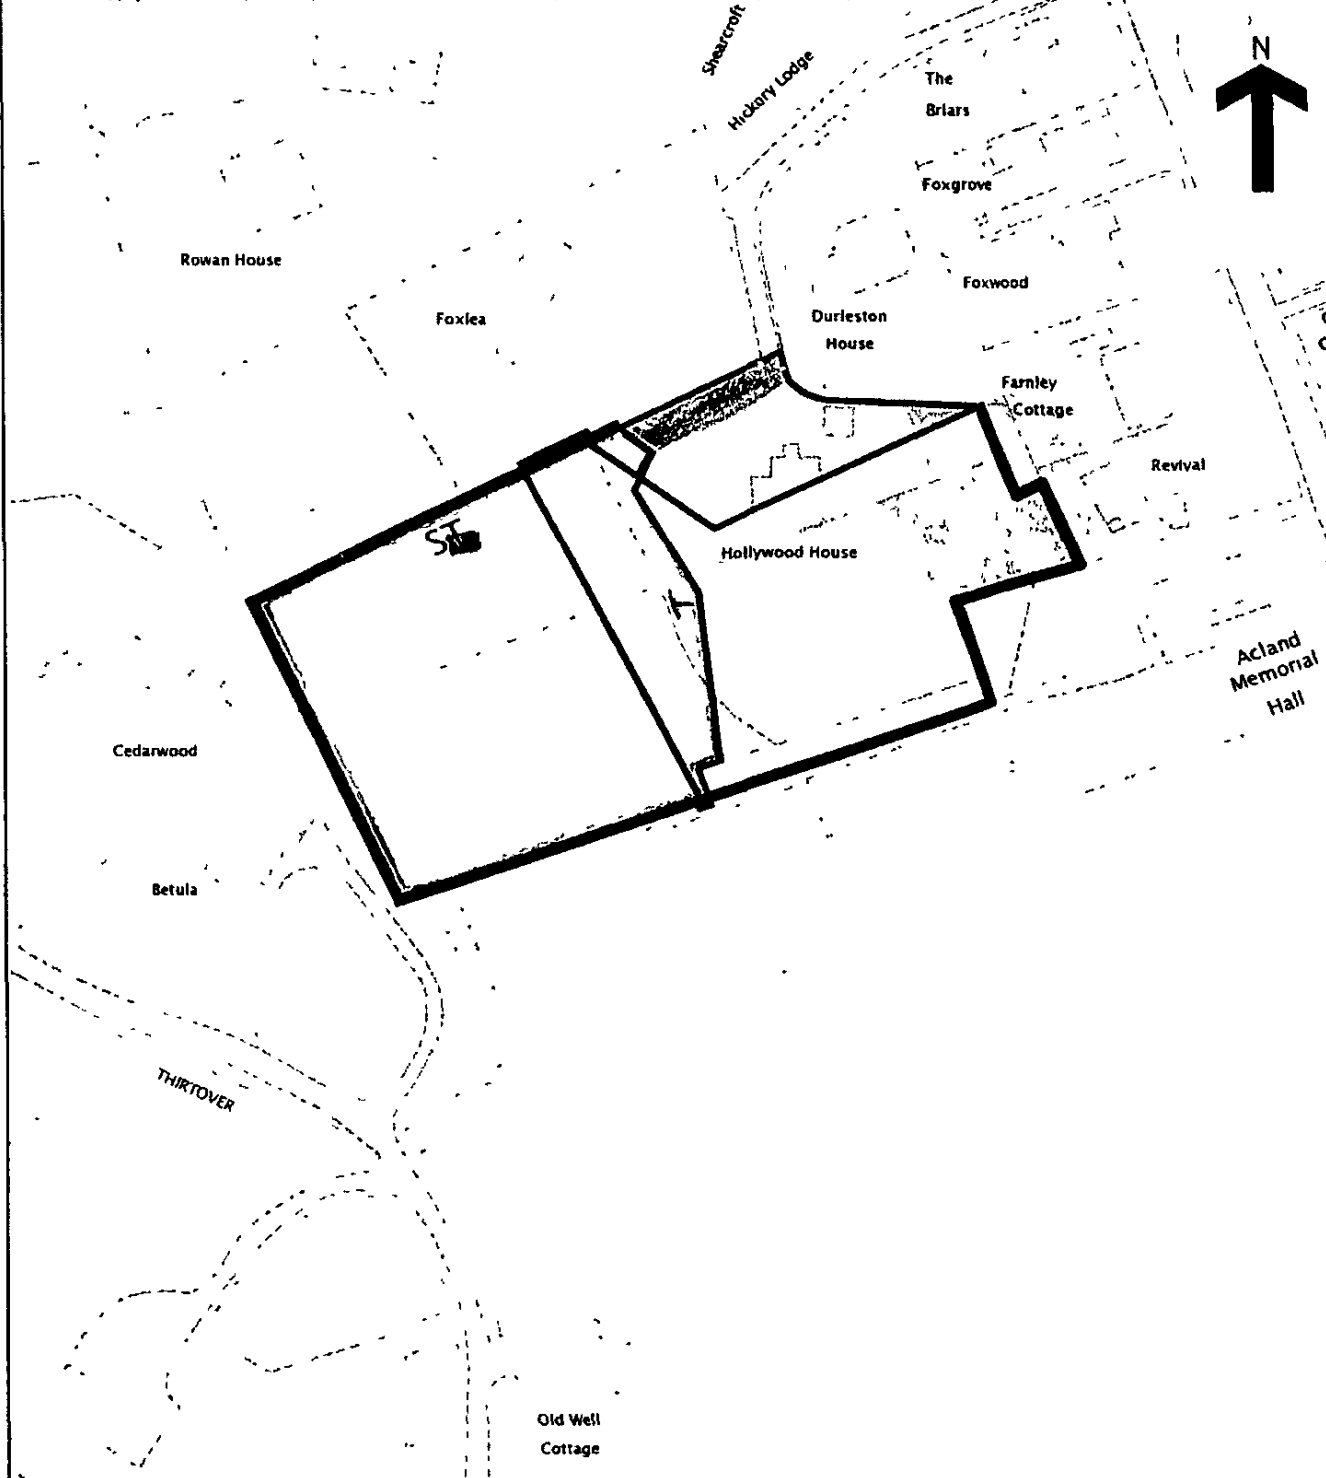 Shearcroft
Hickory Lodge
The
Briars
N
Foxgrove
Rowan House
Foxwood
Foxlea
Durleston
House
Farnley
Cottage
Revival
ST
Hollywood House
T
Acland
Memorial
Hall
Cedarwood
Betula
THIRTOVER
Old Well
Cottage